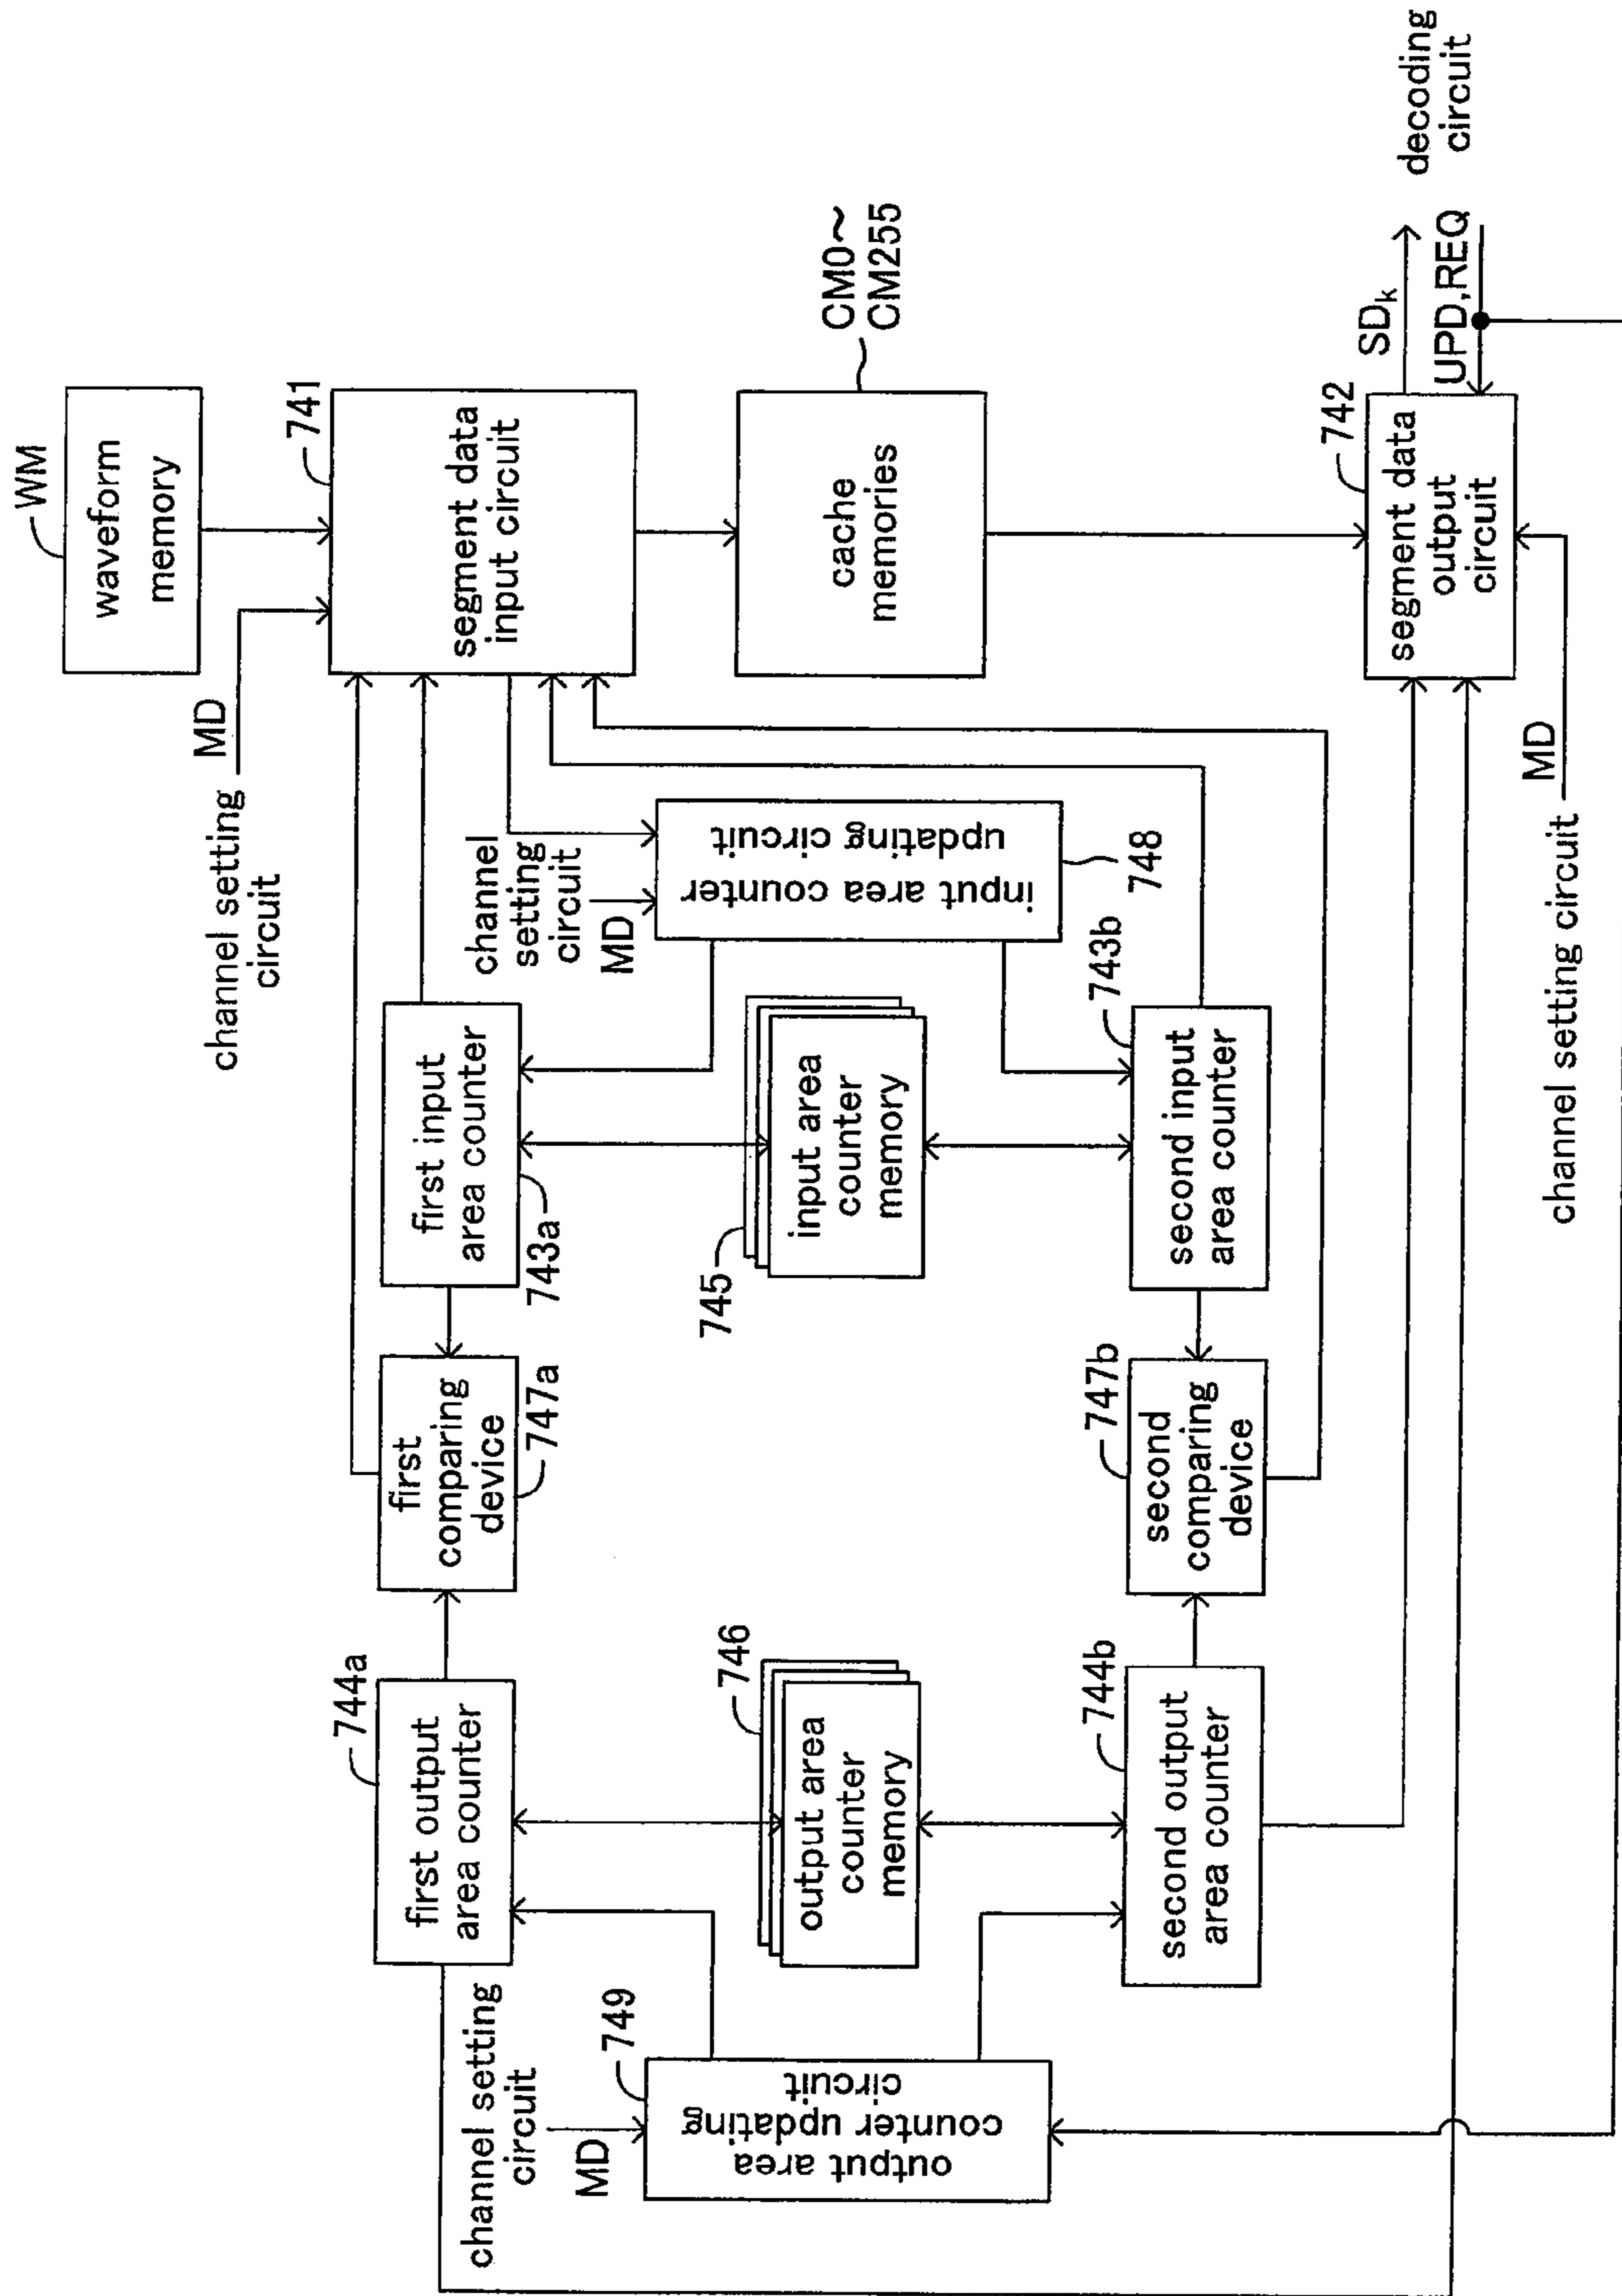 WM
waveform
memory
channel setting
circuit
MD
741
segment data
input circuit
CM0~
CM255
cache
memories
744a
first output
area counter
first
comparing
device
747a
first input
area counter
743a
channel
setting
circuit
MD
input area counter
updating circuit
748
745
input area
counter
memory
746
output area
counter
memory
channel setting
circuit
MD
749
output area
counter updating
circuit
744b
second output
area counter
747b
second
comparing
device
743b
second input
area counter
742
segment data
output
circuit
SDk
UPD,REQ
decoding
circuit
channel setting circuit
MD